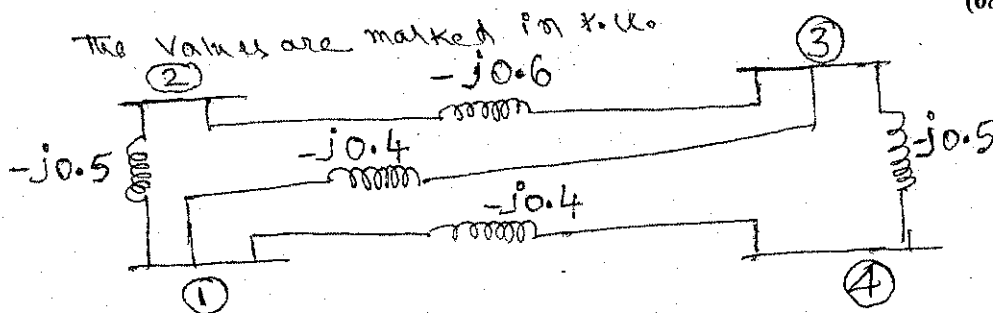 The values are marked in P.U.
②
③
-j0.6
-j0.5
-j0.4
-j0.5
-j0.4
①
④